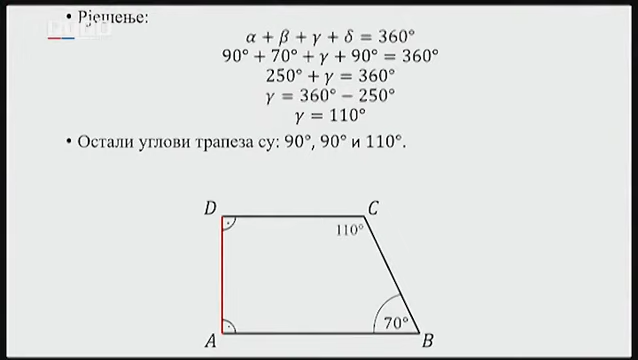 • Рјешење:
𝛼 + 𝛽 + 𝛾 + 𝛿 = 360°
90° + 70° + 𝛾 + 90° = 360°
250° + 𝛾 = 360°
𝛾 = 360° − 250°
𝛾 = 110°
• Остали углови трапеза су: 90°, 90° и 110°.
D C
110°
70°
A B